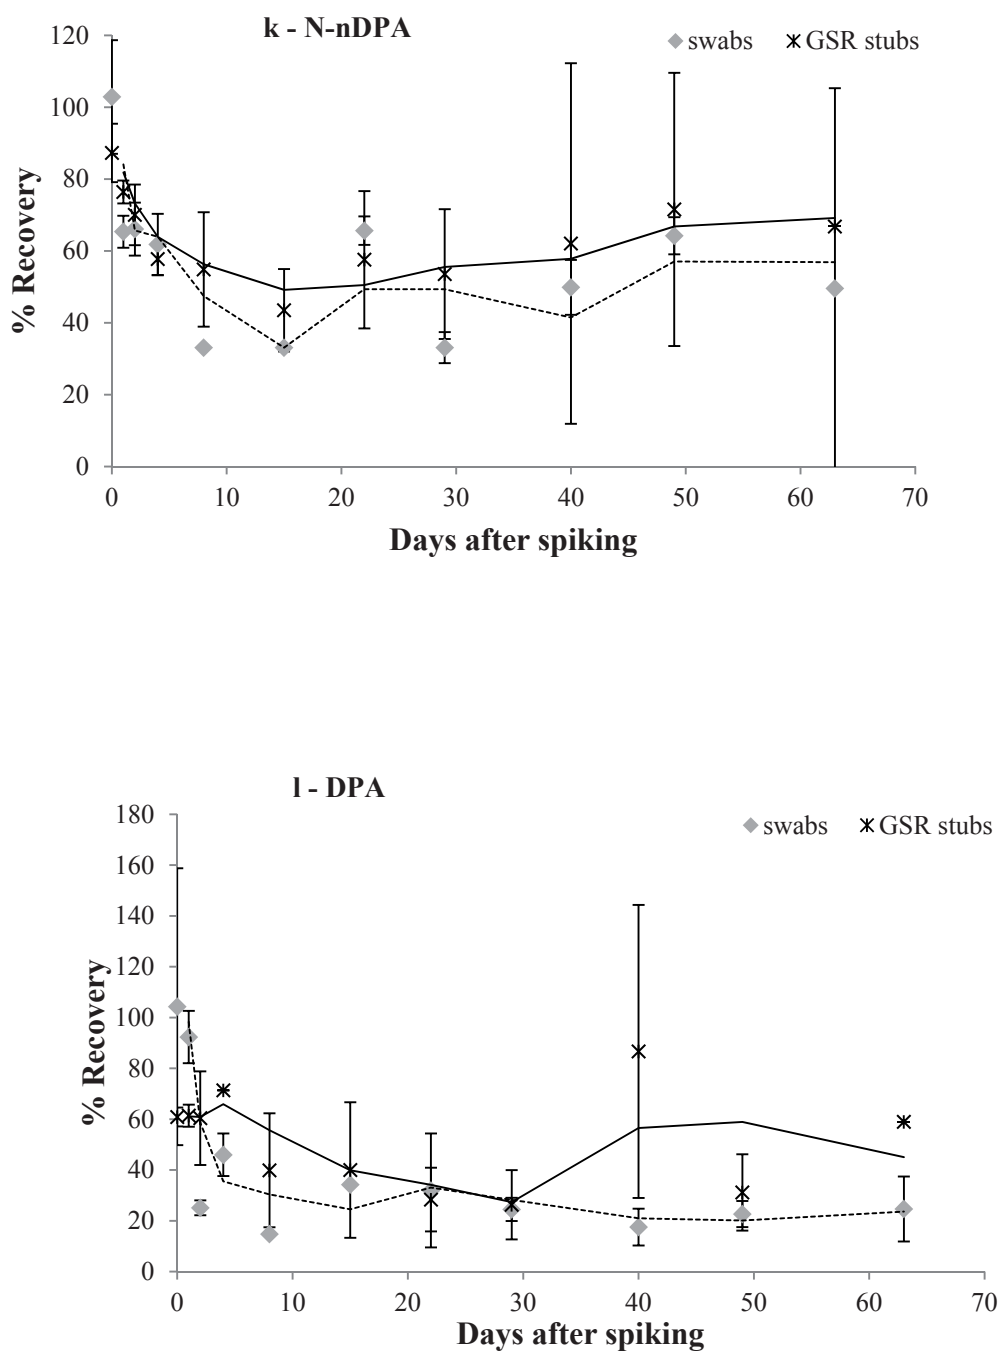 k - N-nDPA
swabs GSR stubs
120
100
80
60
40
20
0
% Recovery
0 10 20 30 40 50 60 70
Days after spiking
l - DPA
swabs GSR stubs
180
160
140
120
100
80
60
40
20
0
% Recovery
0 10 20 30 40 50 60 70
Days after spiking